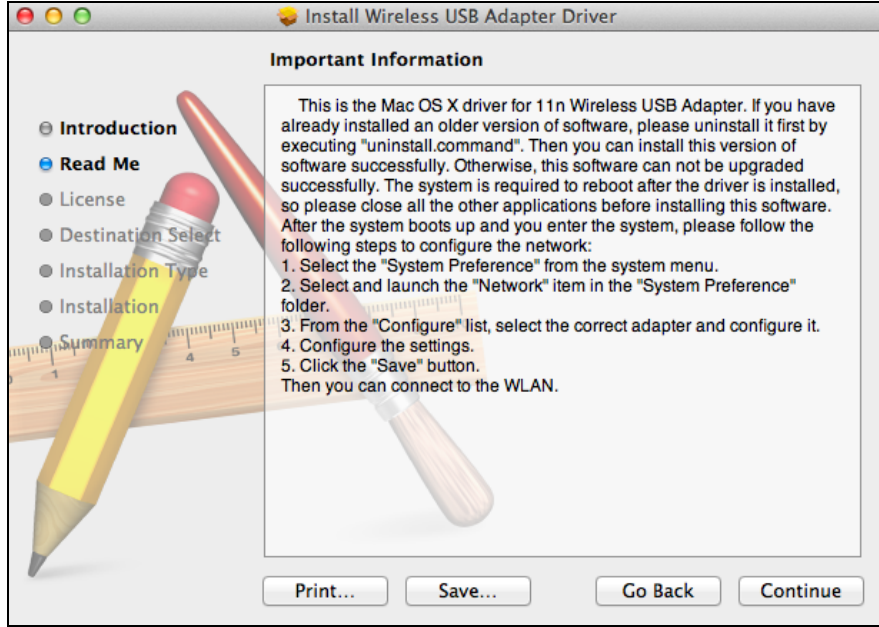 Install Wireless USB Adapter Driver
Important Information
Introduction
Read Me
License
Destination Select
Installation Type
Installation
Summary
This is the Mac OS X driver for 11n Wireless USB Adapter. If you have
already installed an older version of software, please uninstall it first by
executing "uninstall.command". Then you can install this version of
software successfully. Otherwise, this software can not be upgraded
successfully. The system is required to reboot after the driver is installed,
so please close all the other applications before installing this software.
After the system boots up and you enter the system, please follow the
following steps to configure the network:
1. Select the "System Preference" from the system menu.
2. Select and launch the "Network" item in the "System Preference"
folder.
3. From the "Configure" list, select the correct adapter and configure it.
4. Configure the settings.
5. Click the "Save" button.
Then you can connect to the WLAN.
1 4 5
Print... Save... Go Back Continue